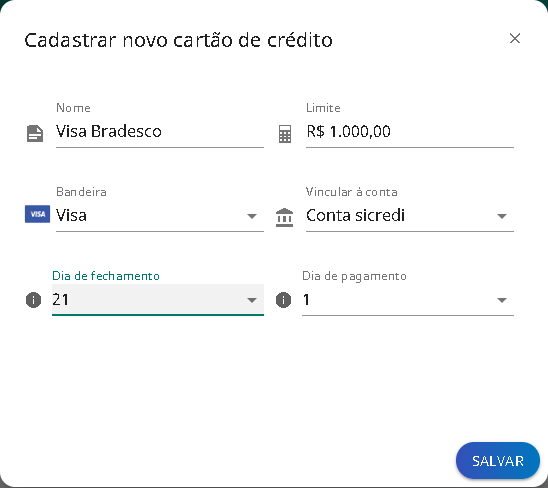 Cadastrar novo cartão de crédito
Nome
Limite
Visa Bradesco
R$ 1.000,00
Bandeira
Vincular à conta
VISA
Visa
Conta sicredi
Dia de fechamento
Dia de pagamento
21
1
SALVAR